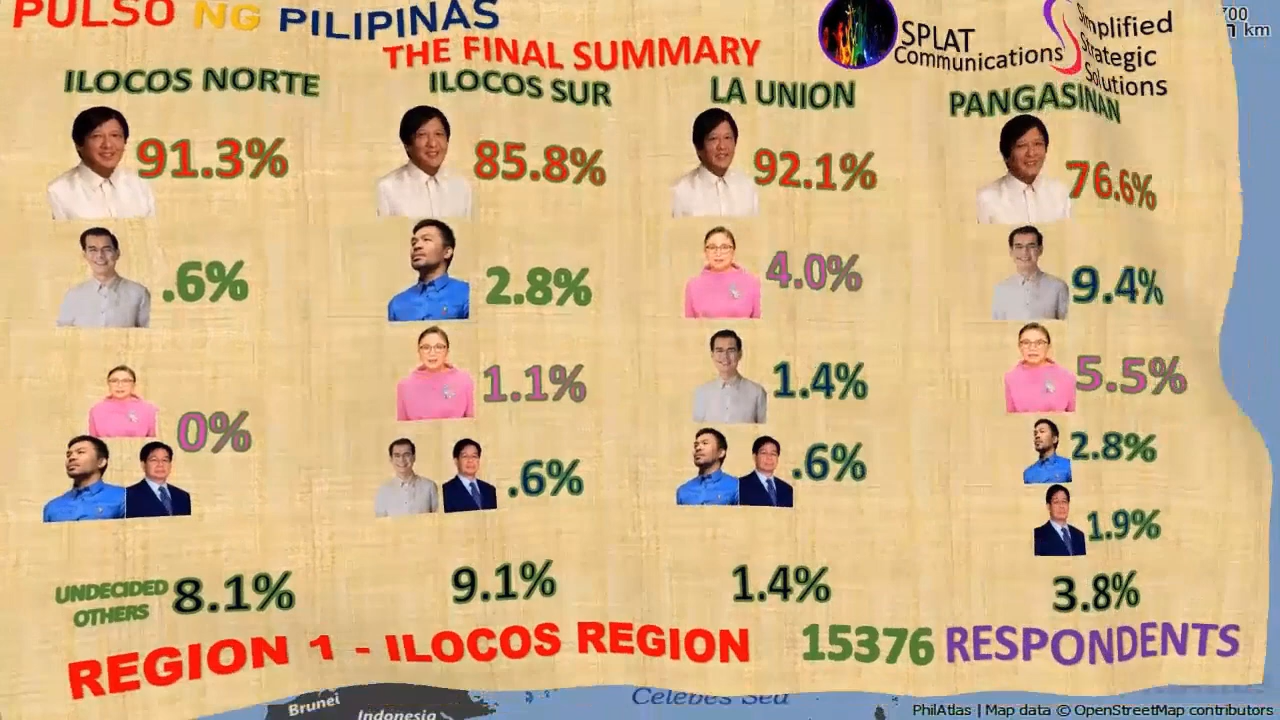 PULSO NG PILIPINAS
THE FINAL SUMMARY
SPLAT
Communications
Simplified
Strategic
Solutions
700
km
ILOCOS NORTE
ILOCOS SUR
LA UNION
PANGASINAN
91.3%
85.8%
92.1%
76.6%
.6%
2.8%
4.0%
9.4%
0%
1.1%
1.4%
5.5%
.6%
.6%
2.8%
1.9%
UNDECIDED
OTHERS
8.1%
9.1%
1.4%
3.8%
REGION 1 - ILOCOS REGION
15376 RESPONDENTS
Brunei
Indonesia
Celebes Sea
PhilAtlas | Map data © OpenStreetMap contributors